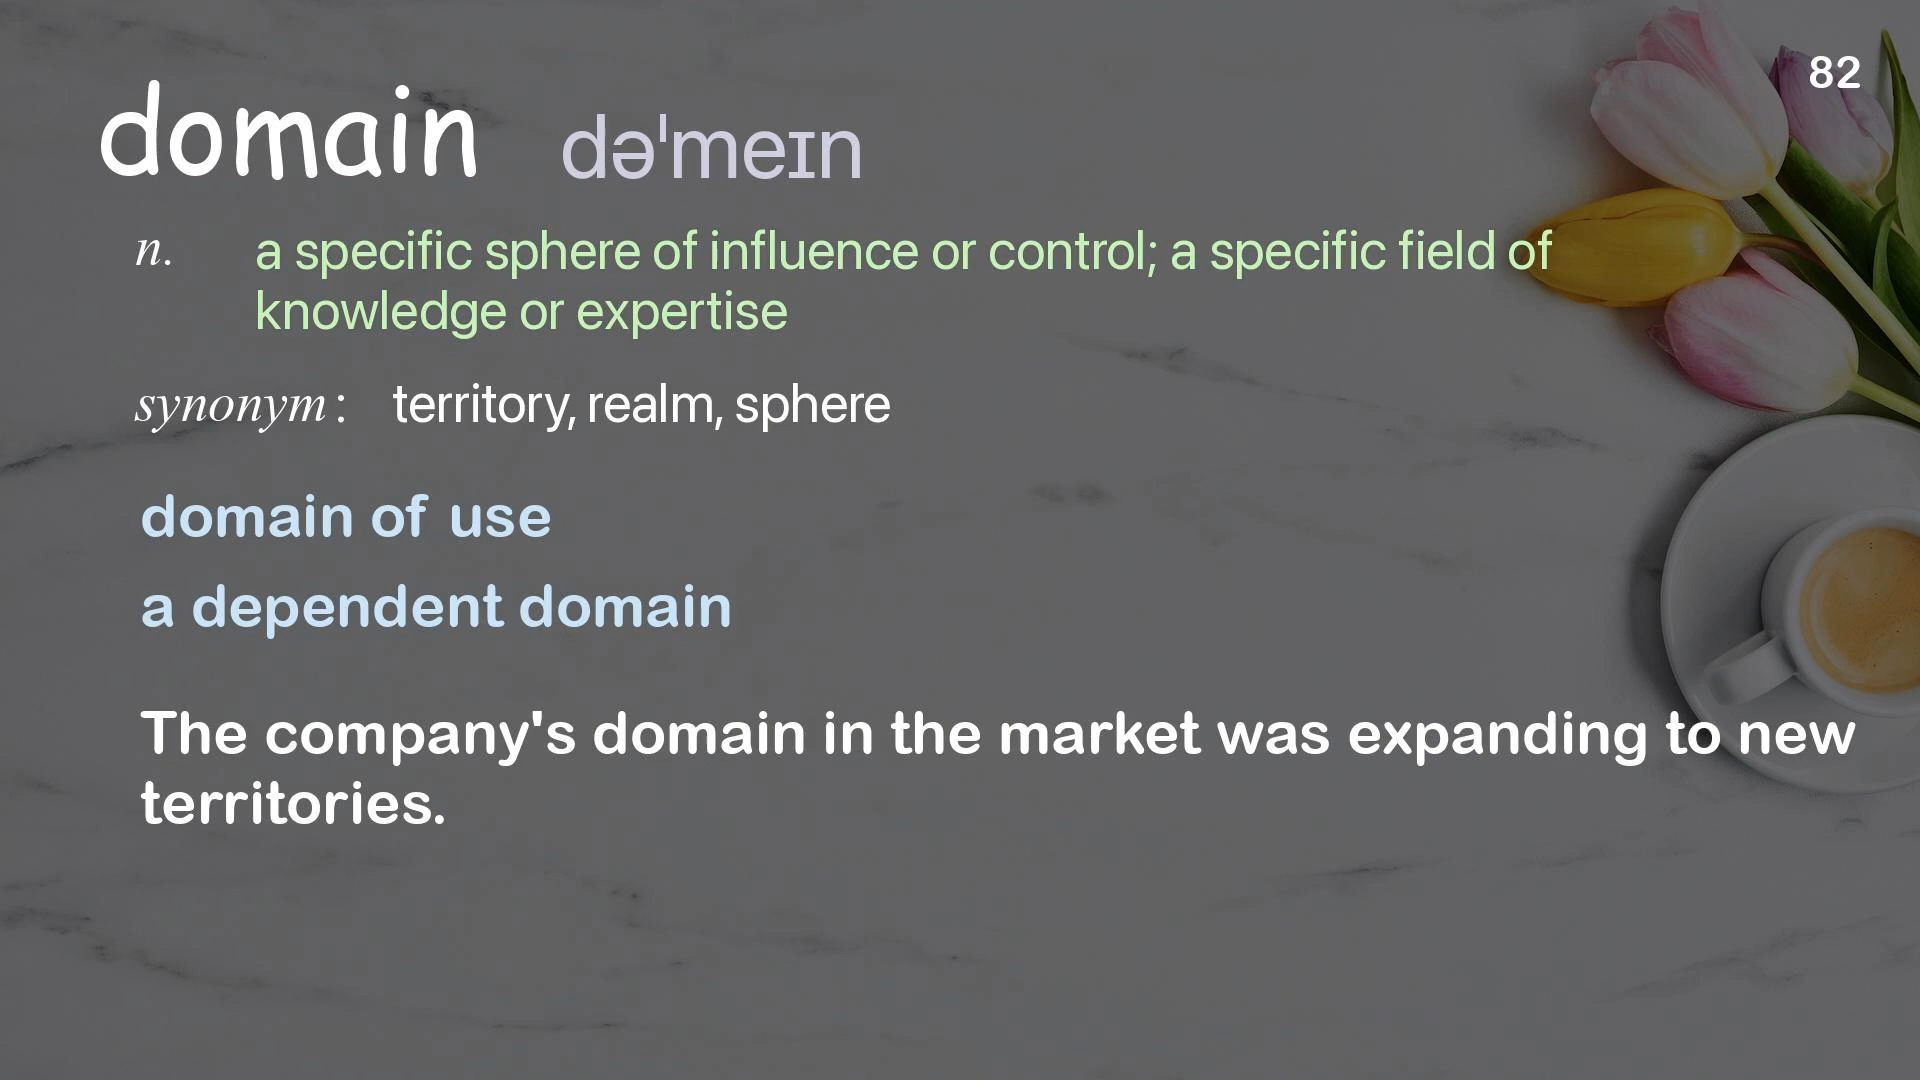 82
domain dəˈmeɪn
n. a specific sphere of influence or control; a specific field of
knowledge or expertise
synonym: territory, realm, sphere
domain of use
a dependent domain
The company's domain in the market was expanding to new
territories.